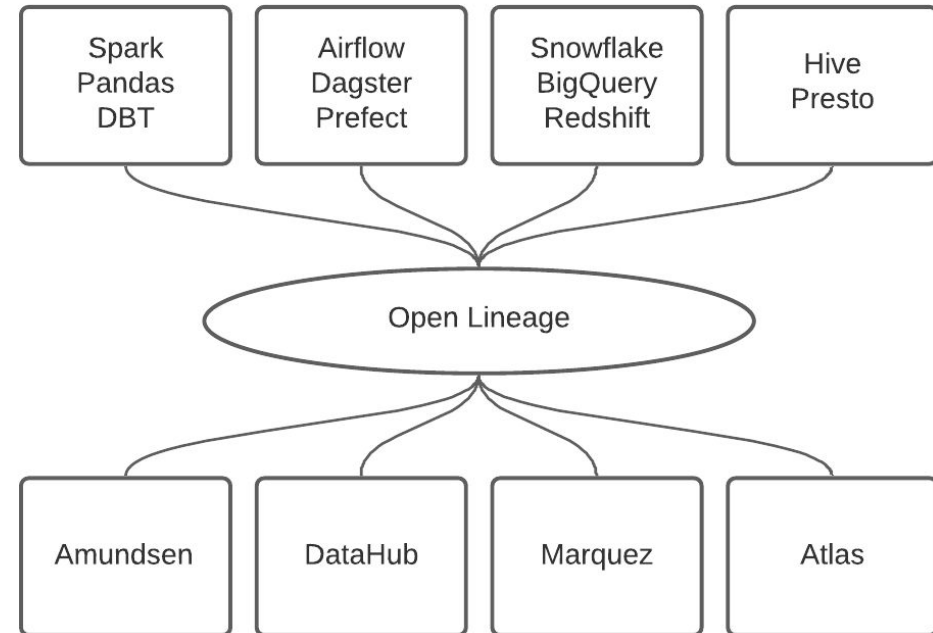 Spark
Pandas
DBT
Airflow
Dagster
Prefect
Snowflake
BigQuery
Redshift
Hive
Presto
Open Lineage
Amundsen
DataHub
Marquez
Atlas